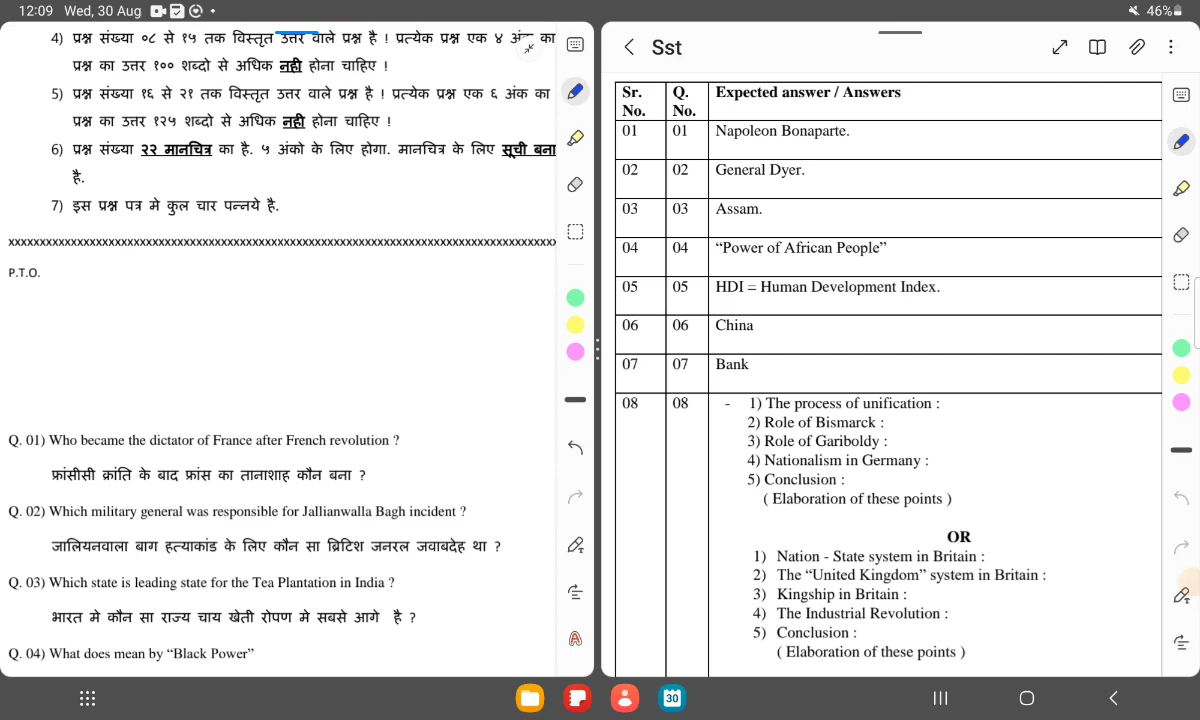 12:09 Wed, 30 Aug
46%
4) प्रश्न संख्या ०८ से १५ तक विस्तृत उत्तर वाले प्रश्न है ! प्रत्येक प्रश्न एक ४ का
प्रश्न का उत्तर १०० शब्दो से अधिक नही होना चाहिए !
5) प्रश्न संख्या १६ से २१ तक विस्तृत उत्तर वाले प्रश्न है ! प्रत्येक प्रश्न एक ६ अंक का
प्रश्न का उत्तर १२५ शब्दो से अधिक नही होना चाहिए !
6) प्रश्न संख्या २२ मानचित्र का है. ५ अंको के लिए होगा. मानचित्र के लिए सूची बना
है.
7) इस प्रश्न पत्र मे कुल चार पन्नये है.
xxxxxxxxxxxxxxxxxxxxxxxxxxxxxxxxxxxxxxxxxxxxxxxxxxxxxxxxxxxxxxxxxxxxxxxxxxxxxxxxxxxxxxxxxxx
P.T.O.
Q. 01) Who became the dictator of France after French revolution ?
फ्रांसीसी क्रांति के बाद फ्रांस का तानाशाह कौन बना ?
Q. 02) Which military general was responsible for Jallianwalla Bagh incident ?
जालियनवाला बाग हत्याकांड के लिए कौन सा ब्रिटिश जनरल जवाबदेह था ?
Q. 03) Which state is leading state for the Tea Plantation in India ?
भारत मे कौन सा राज्य चाय खेती रोपण मे सबसे आगे है ?
Q. 04) What does mean by “Black Power”
Sst
Sr. No. Q. No. Expected answer / Answers
01 01 Napoleon Bonaparte.
02 02 General Dyer.
03 03 Assam.
04 04 “Power of African People”
05 05 HDI = Human Development Index.
06 06 China
07 07 Bank
08 08 - 1) The process of unification :
2) Role of Bismarck :
3) Role of Gariboldy :
4) Nationalism in Germany :
5) Conclusion :
( Elaboration of these points )
OR
1) Nation - State system in Britain :
2) The “United Kingdom” system in Britain :
3) Kingship in Britain :
4) The Industrial Revolution :
5) Conclusion :
( Elaboration of these points )
30